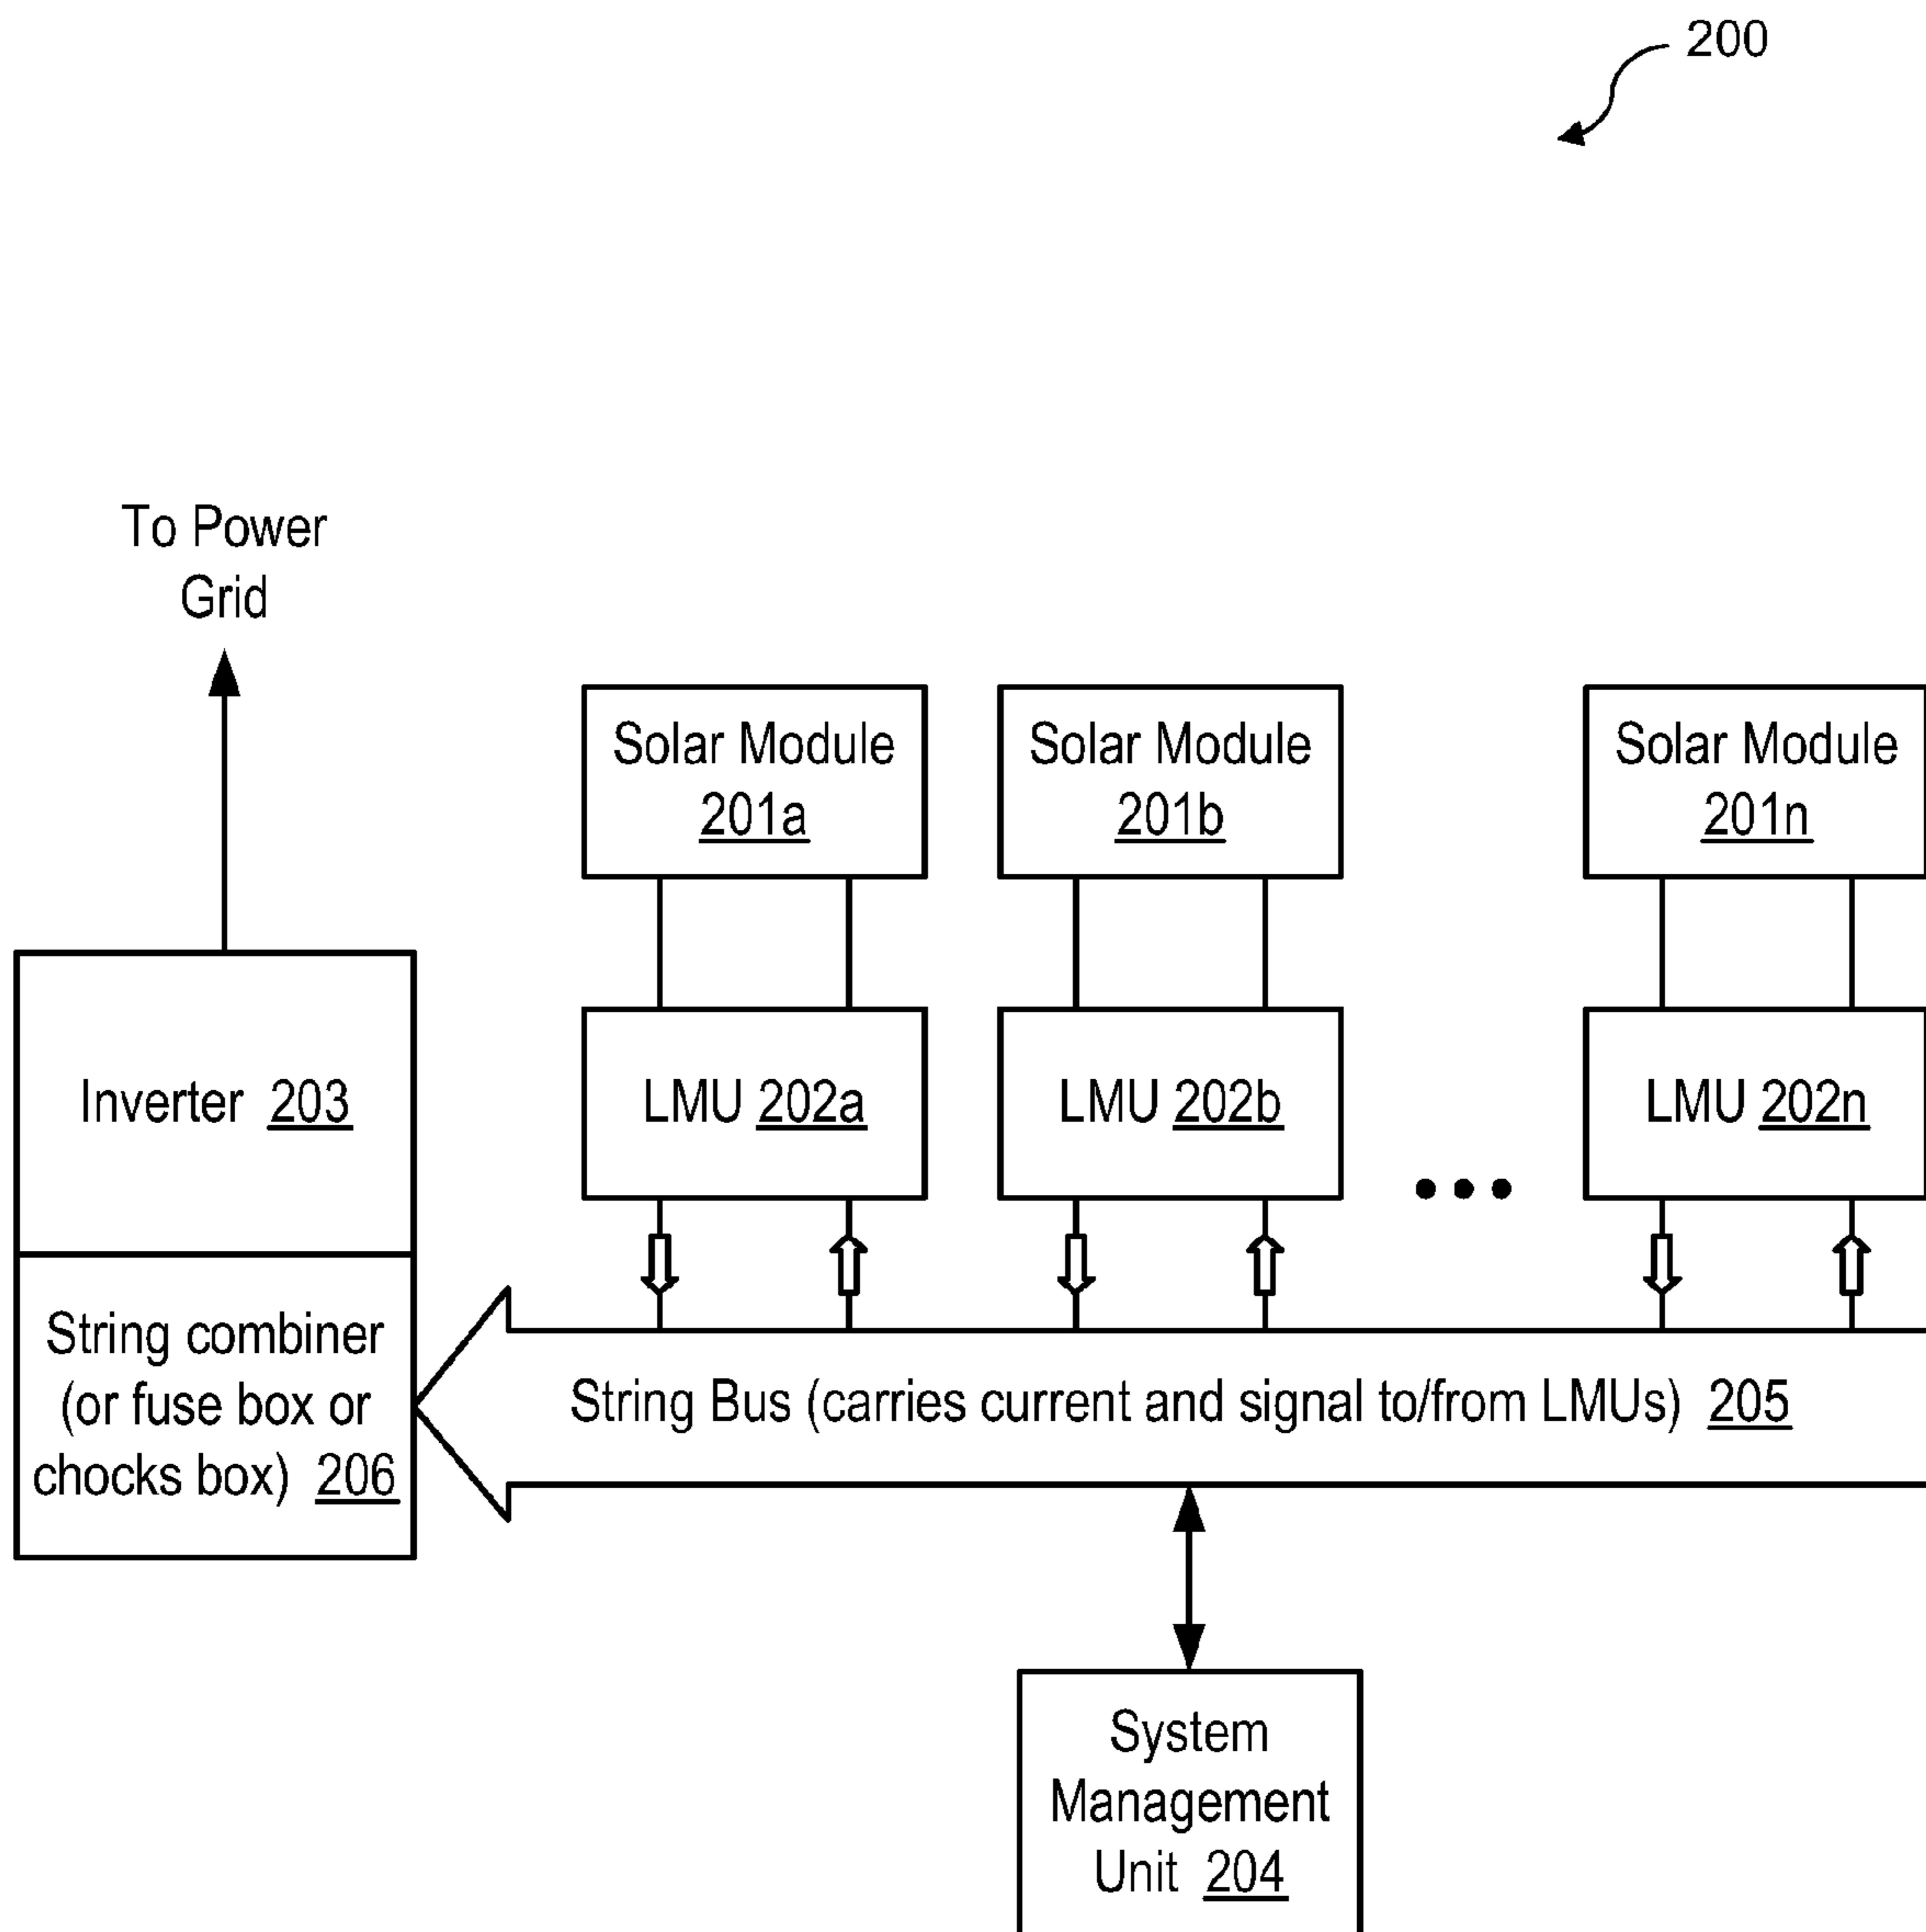 200
To Power
Grid
Solar Module
201a
Solar Module
201b
Solar Module
201n
Inverter 203
LMU 202a
LMU 202b
LMU 202n
String combiner
(or fuse box or
chocks box) 206
String Bus (carries current and signal to/from LMUs) 205
System
Management
Unit 204